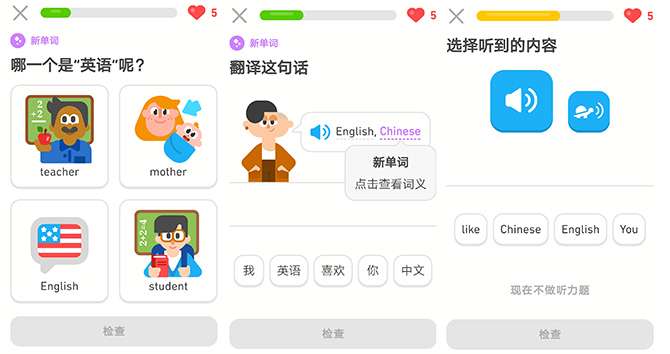 5
新单词
哪一个是“英语”呢？
2
+2
teacher
mother
English
2+2=4
student
检查
5
新单词
翻译这句话
English, Chinese
新单词
点击查看词义
我 英语 喜欢 你 中文
检查
5
选择听到的内容
like Chinese English You
现在不做听力题
检查